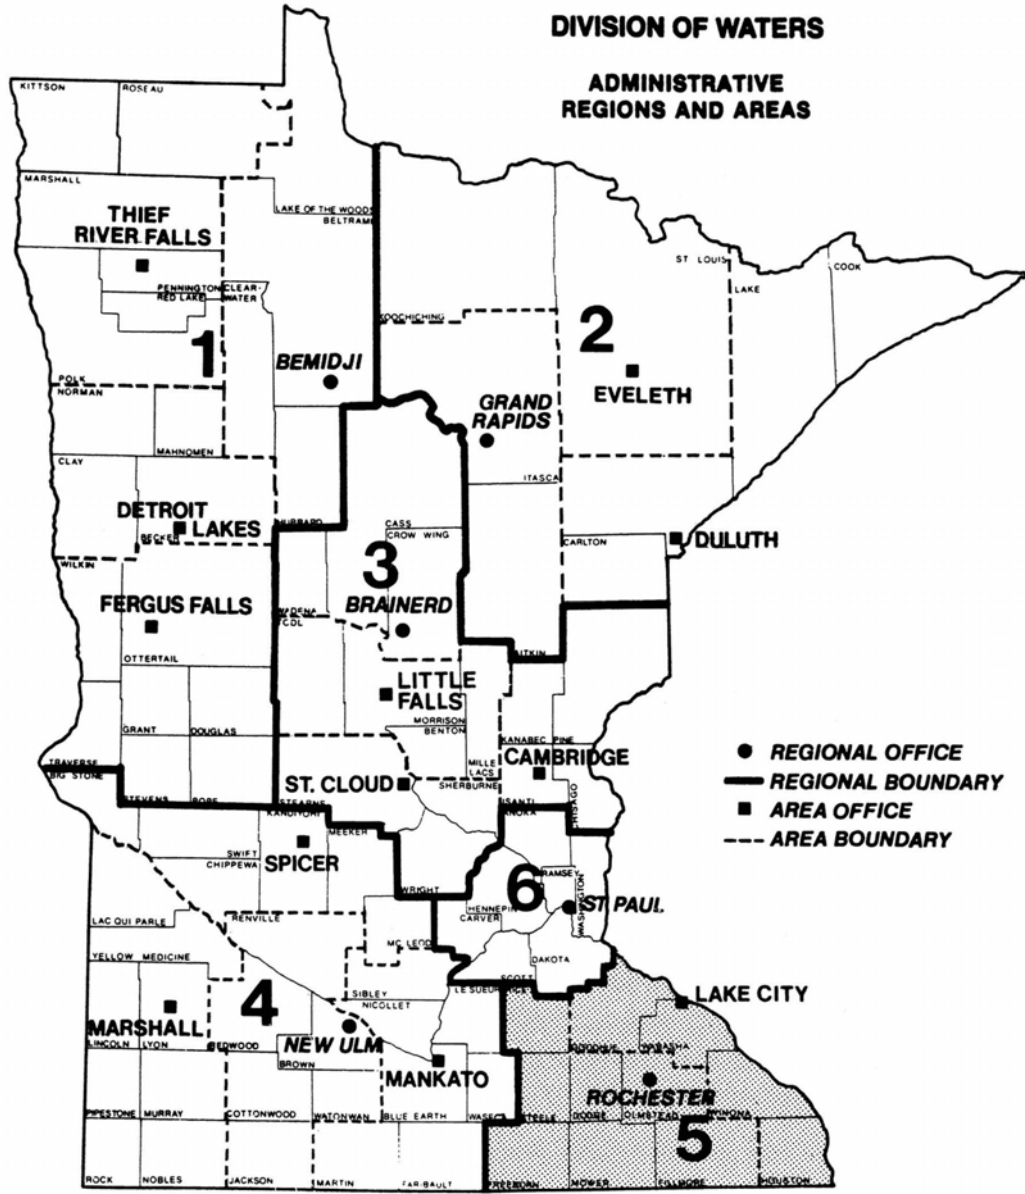 DIVISION OF WATERS
ADMINISTRATIVE
REGIONS AND AREAS
KITTSON
ROSEAU
MARSHALL
LAKE OF THE WOODS
BELTRAMI
THIEF
RIVER FALLS
PENNINGTON
RED LAKE
CLEAR-
WATER
KOOCHICHING
ST LOUIS
LAKE
COOK
1
2
BEMIDJI
EVELETH
GRAND
RAPIDS
POLK
NORMAN
MAHNOMEN
CLAY
ITASCA
DETROIT
LAKES
BECKER
HUBBARD
CASS
CROW WING
CARLTON
DULUTH
WILKIN
3
FERGUS FALLS
BRAINERD
WADENA
TODD
OTTERTAIL
AITKIN
LITTLE
FALLS
GRANT
DOUGLAS
MORRISON
BENTON
KANABEC
PINE
TRAVERSE
BIG STONE
MILLE
LACS
CAMBRIDGE
ST. CLOUD
SHERBURNE
STEVENS
POPE
STEARNS
ISANTI
ANOKA
CHISAGO
REGIONAL OFFICE
REGIONAL BOUNDARY
AREA OFFICE
AREA BOUNDARY
KANDIYOHI
MEEKER
SWIFT
CHIPPEWA
SPICER
6
RAMSEY
WRIGHT
HENNEPIN
CARVER
ST PAUL
WASHINGTON
LAC QUI PARLE
RENVILLE
MC LEOD
YELLOW MEDICINE
DAKOTA
SCOTT
SIBLEY
NICOLLET
LE SUEUR
RICE
LAKE CITY
4
MARSHALL
LINCOLN
LYON
REDWOOD
NEW ULM
BROWN
MANKATO
GOODHUE
WABASHA
ROCHESTER
PIPESTONE
MURRAY
COTTONWOOD
WATONWAN
BLUE EARTH
WASECA
STEELE
DODGE
OLMSTEAD
WINONA
5
ROCK
NOBLES
JACKSON
MARTIN
FARIBAULT
FREEBORN
MOWER
FILLMORE
HOUSTON